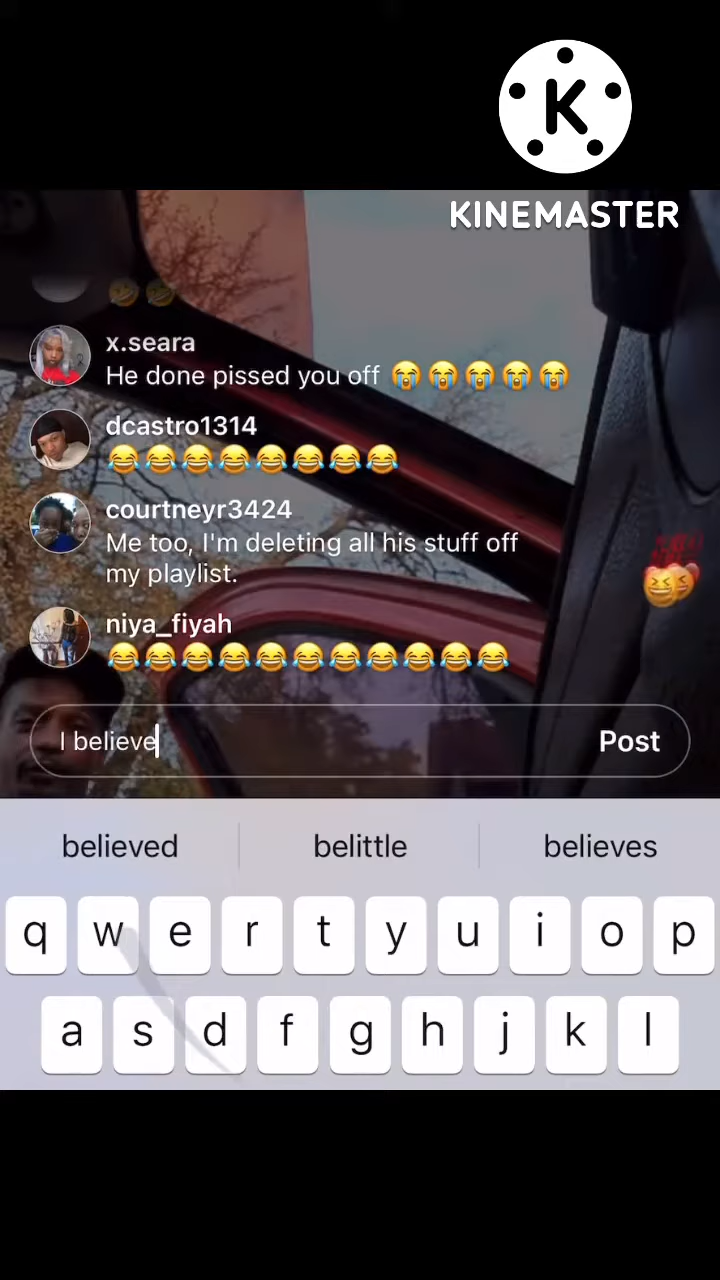 K
KINEMASTER
x.seara
He done pissed you off 😭😭😭😭😭
dcastro1314
😂😂😂😂😂😂😂😂
courtneyr3424
Me too, I'm deleting all his stuff off
my playlist.
niya_fiyah
😂😂😂😂😂😂😂😂😂😂😂
I believe
Post
believed belittle believes
q w e r t y u i o p
a s d f g h j k l